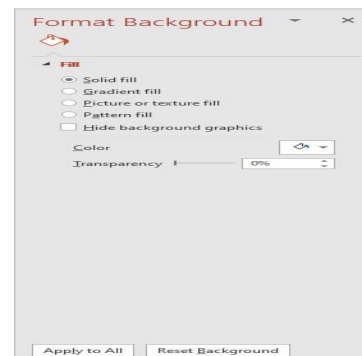 Format Background
Fill
Solid fill
Gradient fill
Picture or texture fill
Pattern fill
Hide background graphics
Color
Transparency 0%
Apply to All Reset Background